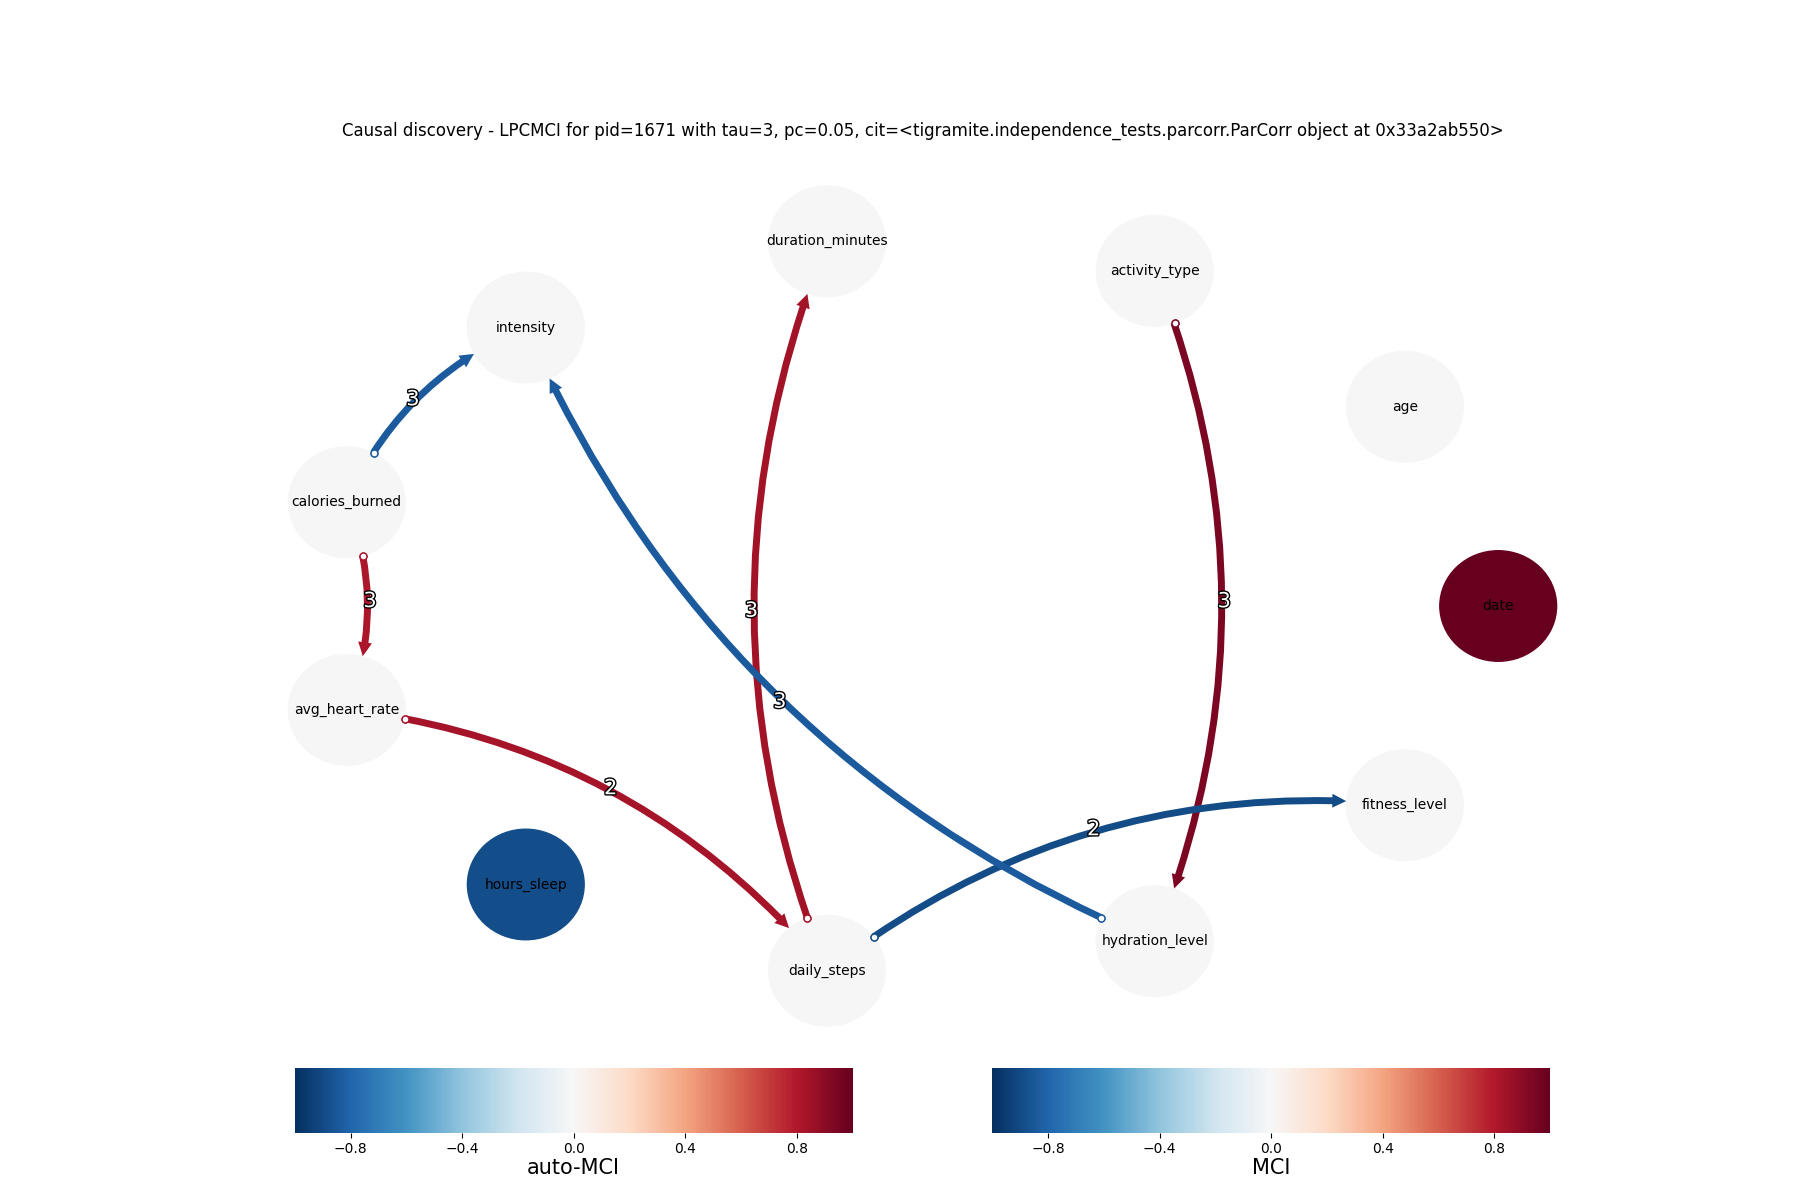 Causal discovery - LPCMCI for pid=1671 with tau=3, pc=0.05, cit=<tigramite.independence_tests.parcorr.ParCorr object at 0x33a2ab550>
duration_minutes
activity_type
intensity
3
age
calories_burned
3
3
3
date
3
avg_heart_rate
2
2
fitness_level
hours_sleep
hydration_level
daily_steps
−0.8 −0.4 0.0 0.4 0.8
auto-MCI
−0.8 −0.4 0.0 0.4 0.8
MCI